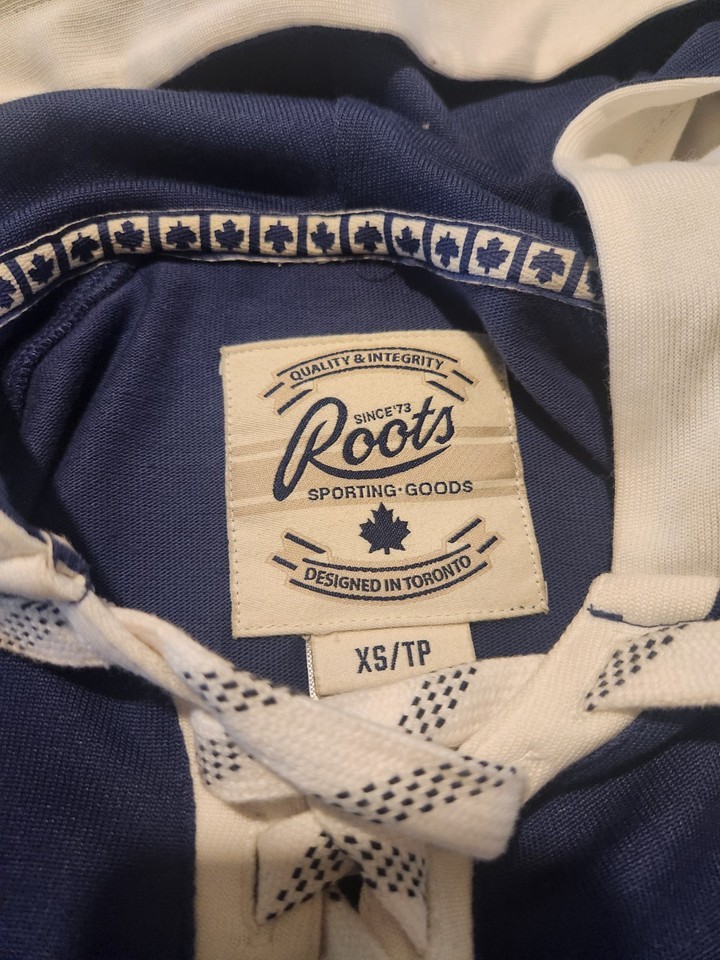 QUALITY & INTEGRITY
SINCE'73
Roots
SPORTING·GOODS
DESIGNED IN TORONTO
XS/TP